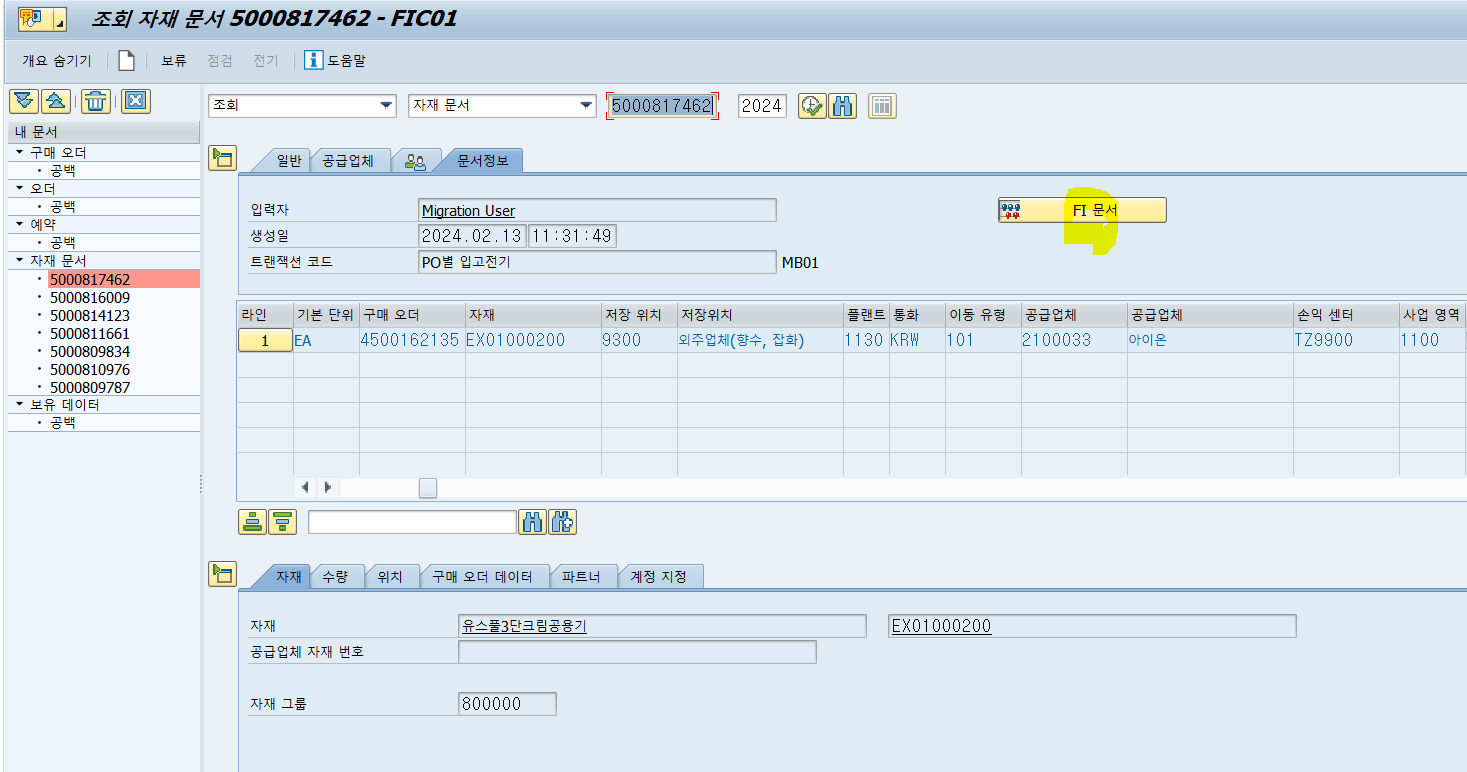 조회 자재 문서 5000817462 - FIC01
개요 숨기기 보류 점검 전기 도움말
조회 자재 문서 5000817462 2024
내 문서
구매 오더
공백
오더
공백
예약
공백
자재 문서
5000817462
5000816009
5000814123
5000811661
5000809834
5000810976
5000809787
보유 데이터
공백
일반 공급업체 문서정보
입력자 Migration User FI 문서
생성일 2024.02.13 11:31:49
트랜잭션 코드 PO별 입고전기 MB01
라인 기본 단위 구매 오더 자재 저장 위치 저장위치 플랜트 통화 이동 유형 공급업체 공급업체 손익 센터 사업 영역
1 EA 4500162135 EX01000200 9300 외주업체(향수, 잡화) 1130 KRW 101 2100033 아이온 TZ9900 1100
자재 수량 위치 구매 오더 데이터 파트너 계정 지정
자재 유스풀3단크림공용기 EX01000200
공급업체 자재 번호
자재 그룹 800000